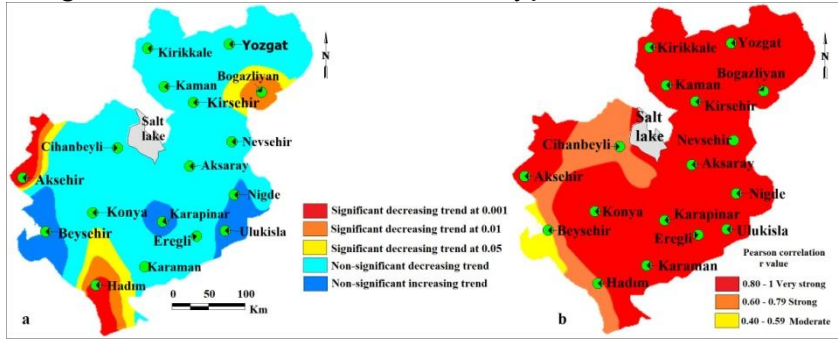 Kirikkale
Yozgat
N
Bogazliyan
Kaman
Kirsehir
Salt
lake
Cihanbeyli
Nevsehir
Aksaray
Aksehir
Nigde
Konya
Karapinar
Beysehir
Eregli
Ulukisla
Karaman
Hadım
0 50 100
Km
a
Significant decreasing trend at 0.001
Significant decreasing trend at 0.01
Significant decreasing trend at 0.05
Non-significant decreasing trend
Non-significant increasing trend
Kirikkale
Yozgat
N
Bogazliyan
Kaman
Kirsehir
Salt
lake
Cihanbeyli
Nevsehir
Aksaray
Aksehir
Nigde
Konya
Karapinar
Beysehir
Eregli
Ulukisla
Karaman
Hadım
b
Pearson correlation
r value
0.80 - 1 Very strong
0.60 - 0.79 Strong
0.40 - 0.59 Moderate